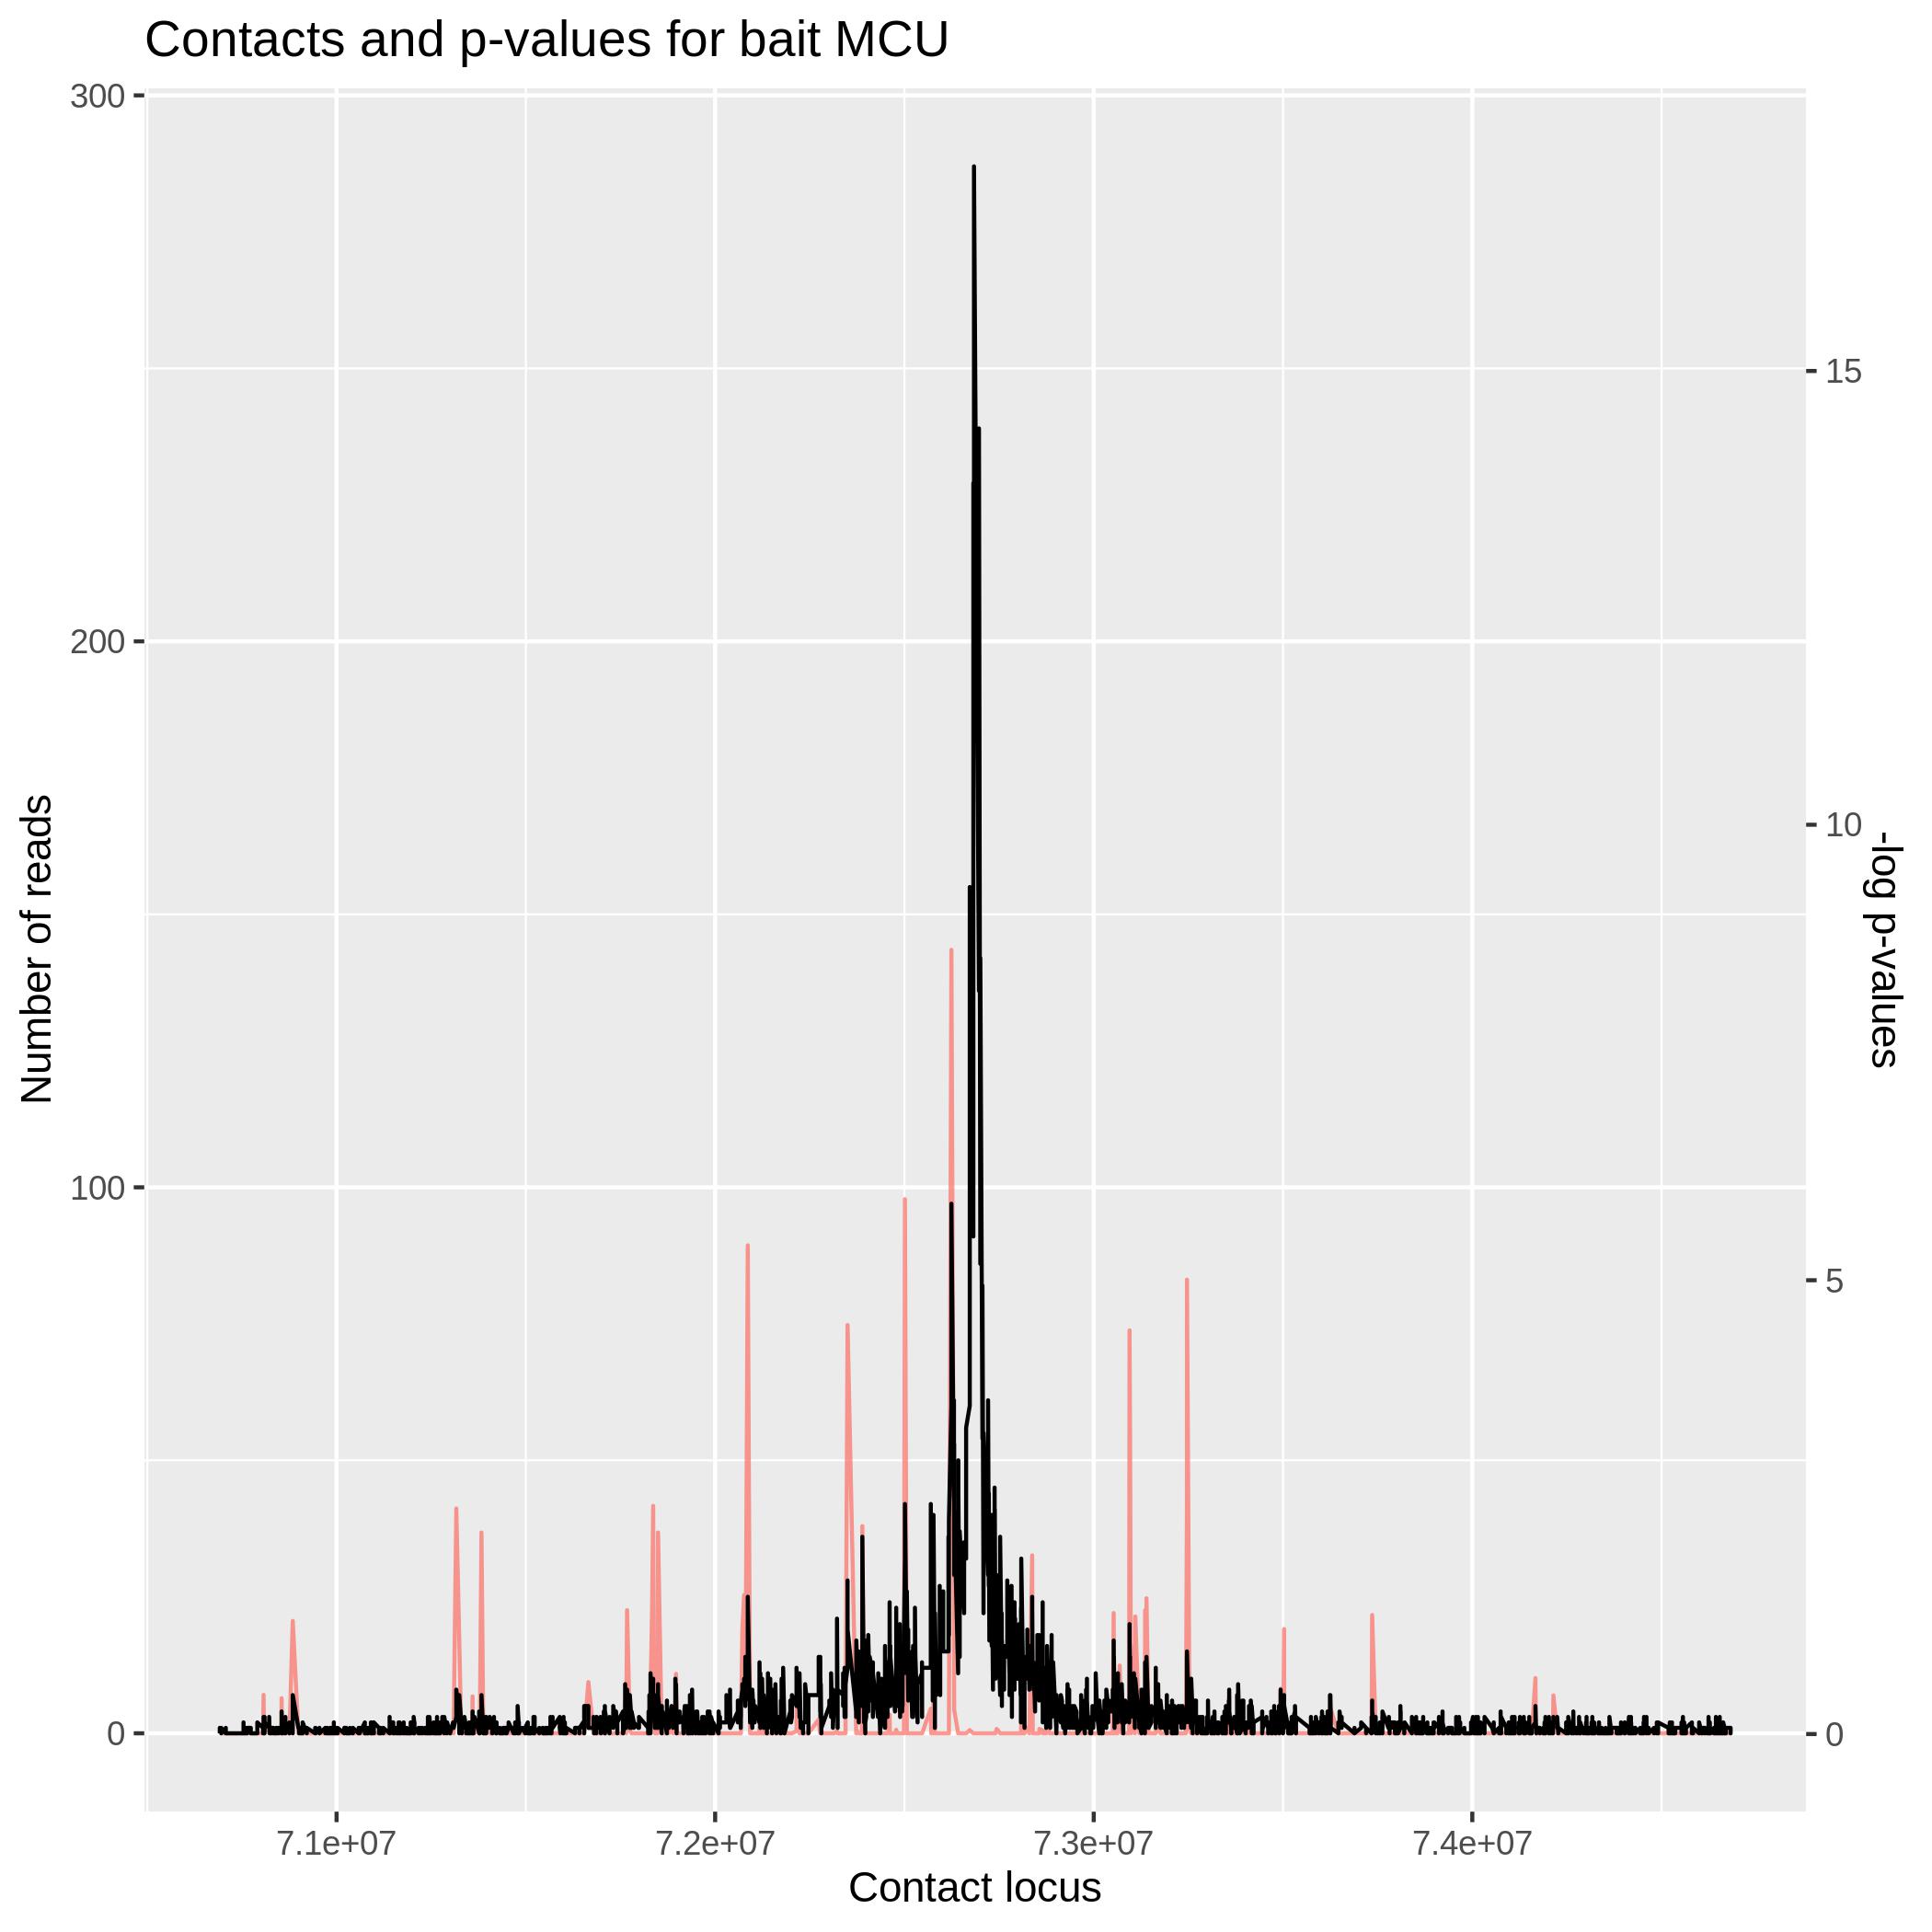 Contacts and p-values for bait MCU
300
200
100
0
Number of reads
15
10
5
0
-log p-values
7.1e+07
7.2e+07
7.3e+07
7.4e+07
Contact locus